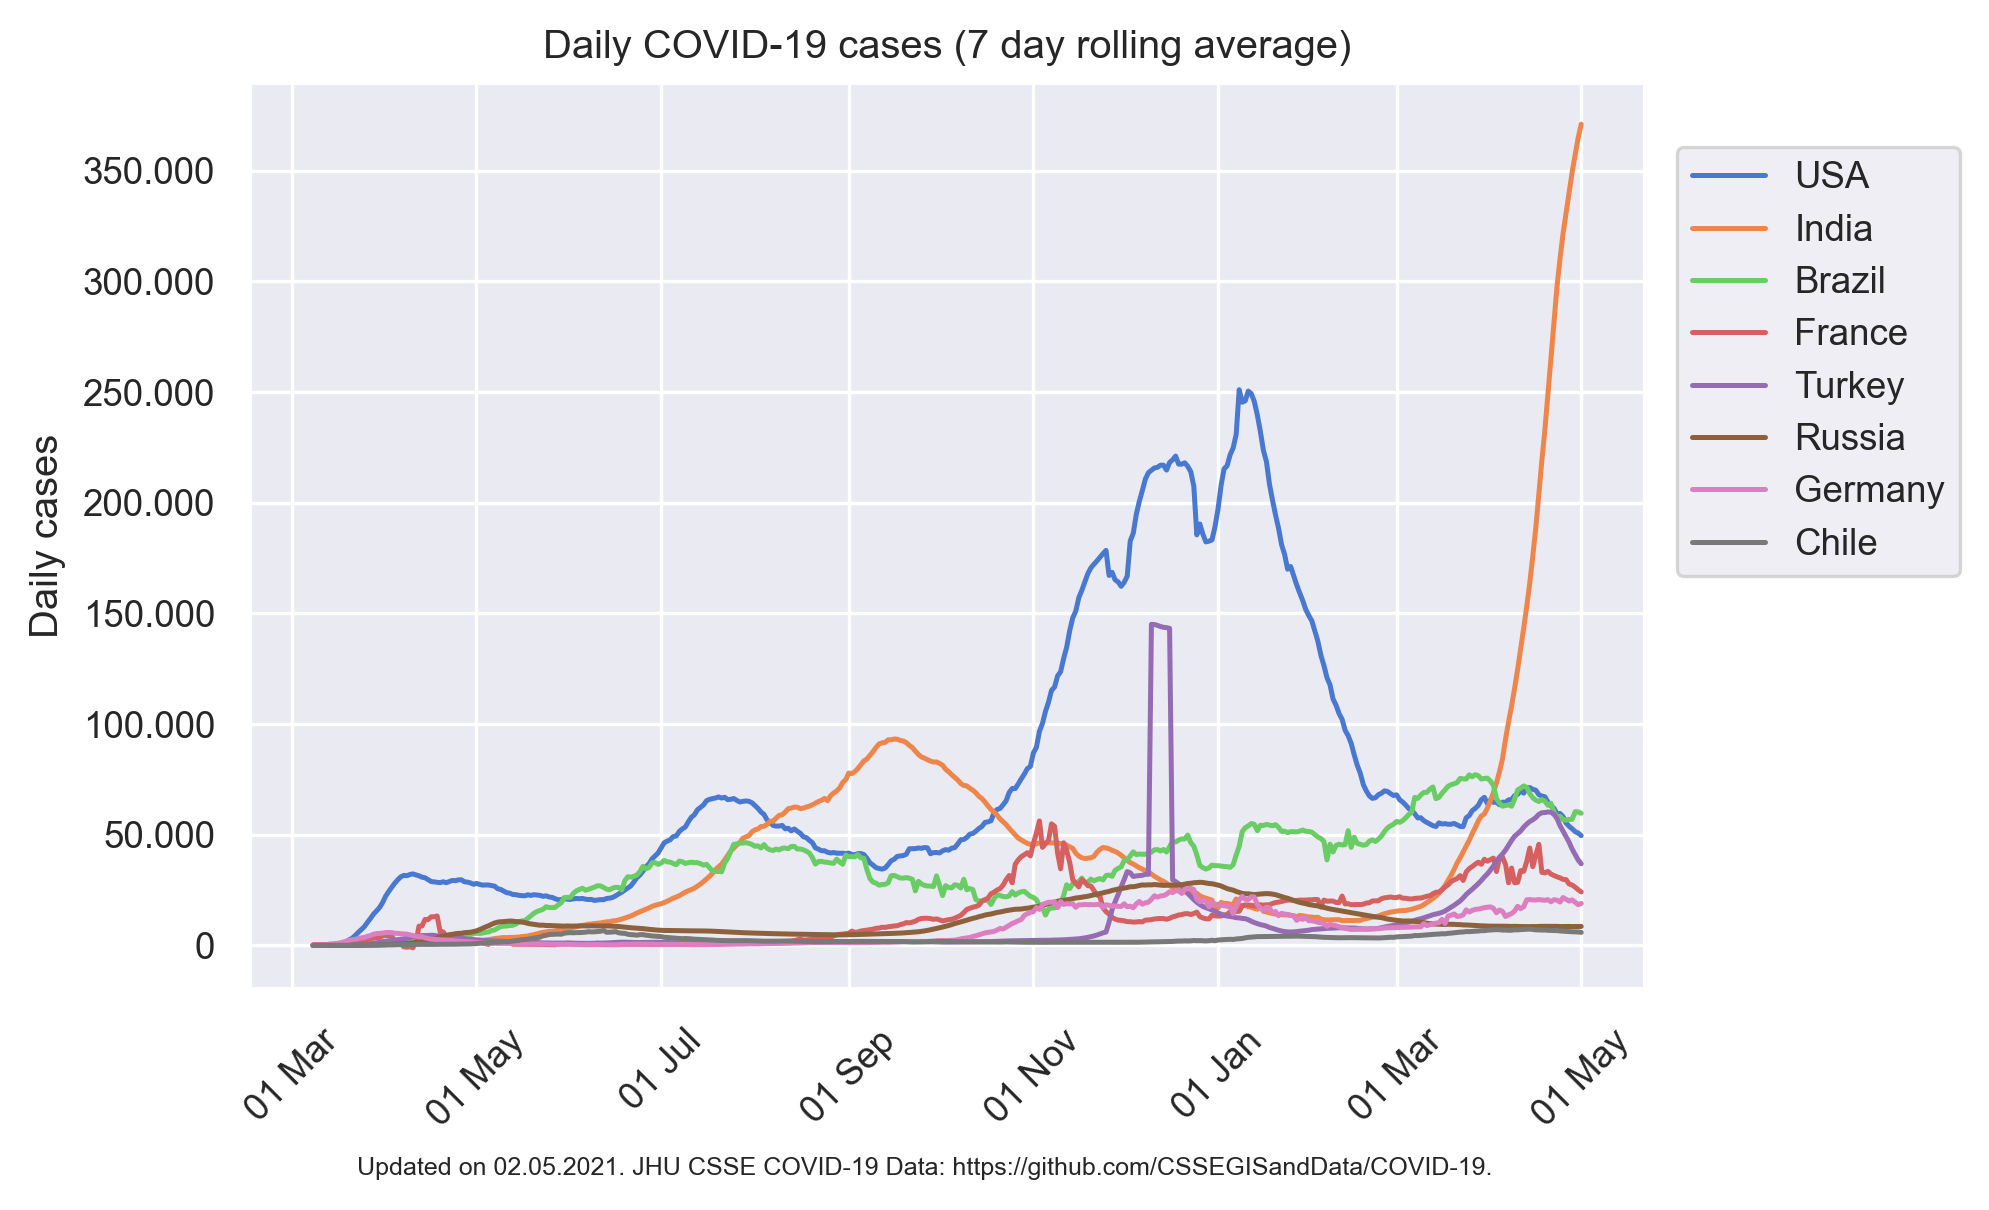 Daily COVID-19 cases (7 day rolling average)
Daily cases
350.000
300.000
250.000
200.000
150.000
100.000
50.000
0
01 Mar
01 May
01 Jul
01 Sep
01 Nov
01 Jan
01 Mar
01 May
USA
India
Brazil
France
Turkey
Russia
Germany
Chile
Updated on 02.05.2021. JHU CSSE COVID-19 Data: https://github.com/CSSEGISandData/COVID-19.